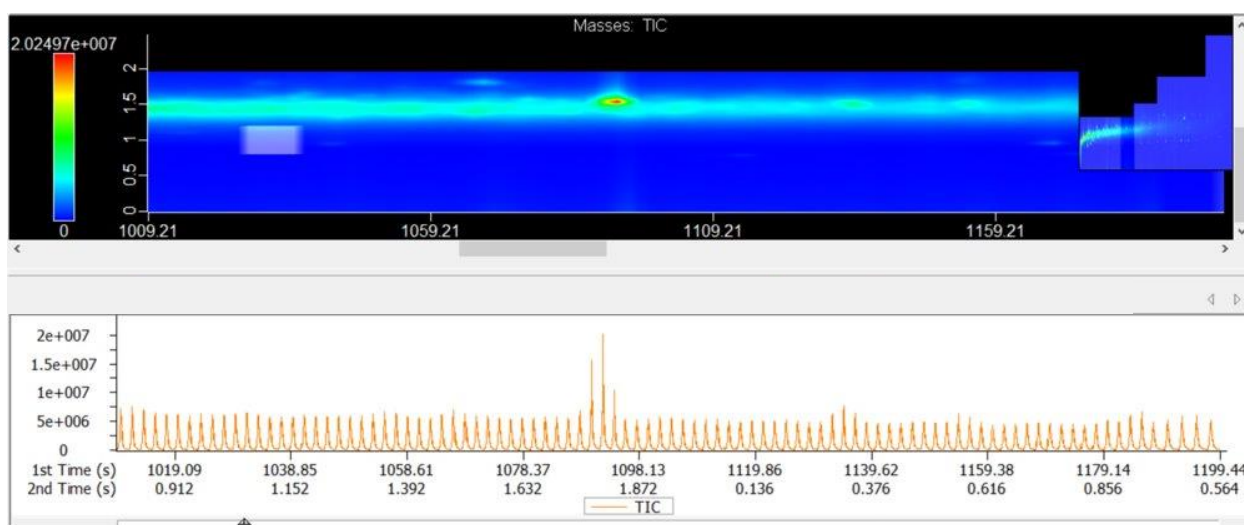 Masses: TIC
2.02497e+007
0
2
1.5
1
0.5
0
1009.21 1059.21 1109.21 1159.21
2e+007
1.5e+007
1e+007
5e+006
0
1st Time (s) 1019.09 1038.85 1058.61 1078.37 1098.13 1119.86 1139.62 1159.38 1179.14 1199.44
2nd Time (s) 0.912 1.152 1.392 1.632 1.872 0.136 0.376 0.616 0.856 0.564
TIC